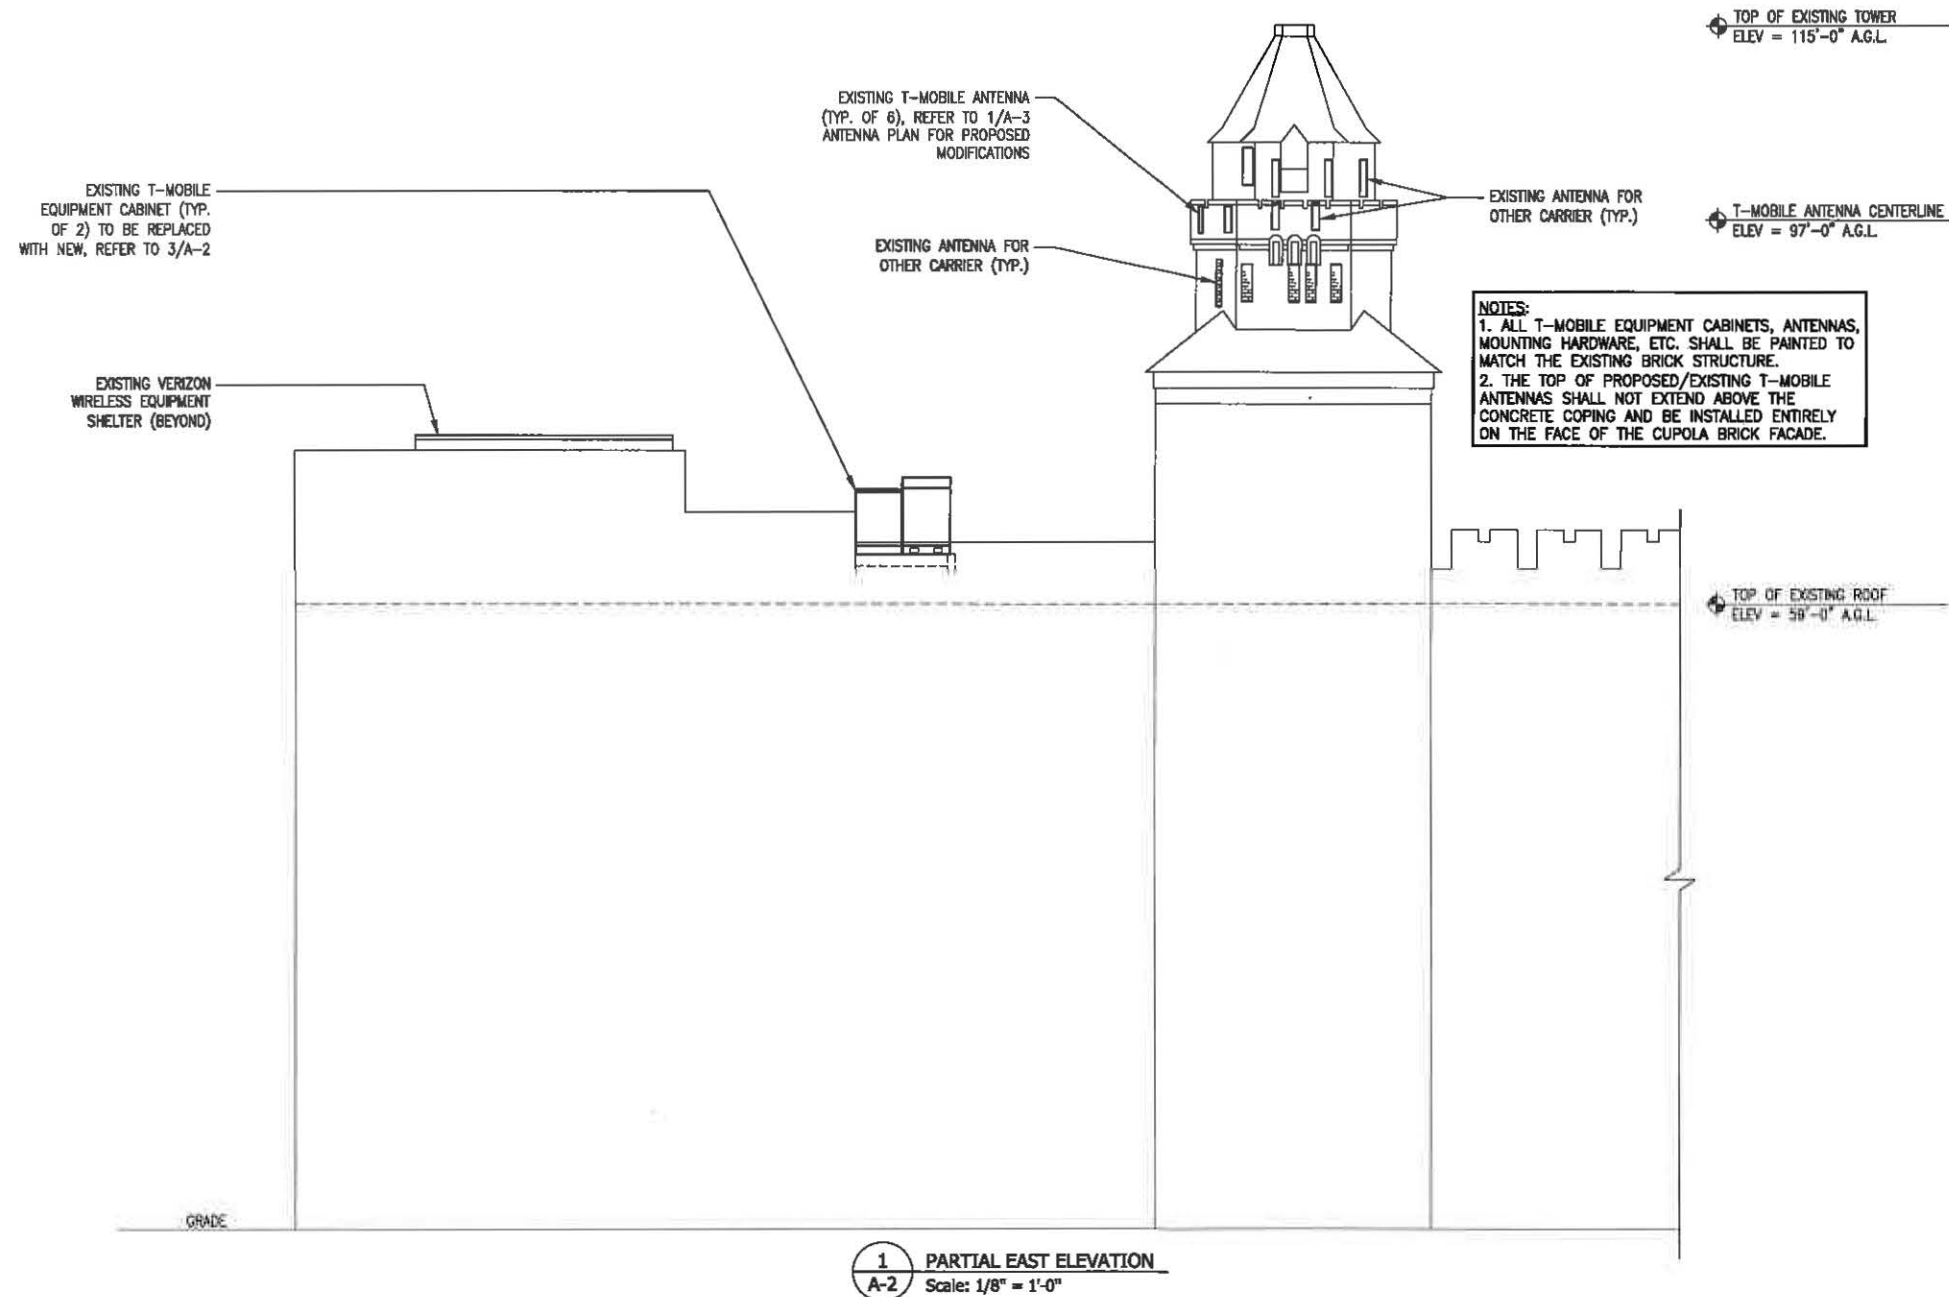 TOP OF EXISTING TOWER
ELEV = 115'-0" A.G.L.
EXISTING T-MOBILE ANTENNA
(TYP. OF 6), REFER TO 1/A-3
ANTENNA PLAN FOR PROPOSED
MODIFICATIONS
EXISTING T-MOBILE
EQUIPMENT CABINET (TYP.
OF 2) TO BE REPLACED
WITH NEW, REFER TO 3/A-2
EXISTING ANTENNA FOR
OTHER CARRIER (TYP.)
T-MOBILE ANTENNA CENTERLINE
ELEV = 97'-0" A.G.L.
EXISTING ANTENNA FOR
OTHER CARRIER (TYP.)
NOTES:
1. ALL T-MOBILE EQUIPMENT CABINETS, ANTENNAS,
MOUNTING HARDWARE, ETC. SHALL BE PAINTED TO
MATCH THE EXISTING BRICK STRUCTURE.
2. THE TOP OF PROPOSED/EXISTING T-MOBILE
ANTENNAS SHALL NOT EXTEND ABOVE THE
CONCRETE COPING AND BE INSTALLED ENTIRELY
ON THE FACE OF THE CUPOLA BRICK FACADE.
EXISTING VERIZON
WIRELESS EQUIPMENT
SHELTER (BEYOND)
TOP OF EXISTING ROOF
ELEV = 59'-0" A.G.L.
GRADE
1
A-2
PARTIAL EAST ELEVATION
Scale: 1/8" = 1'-0"